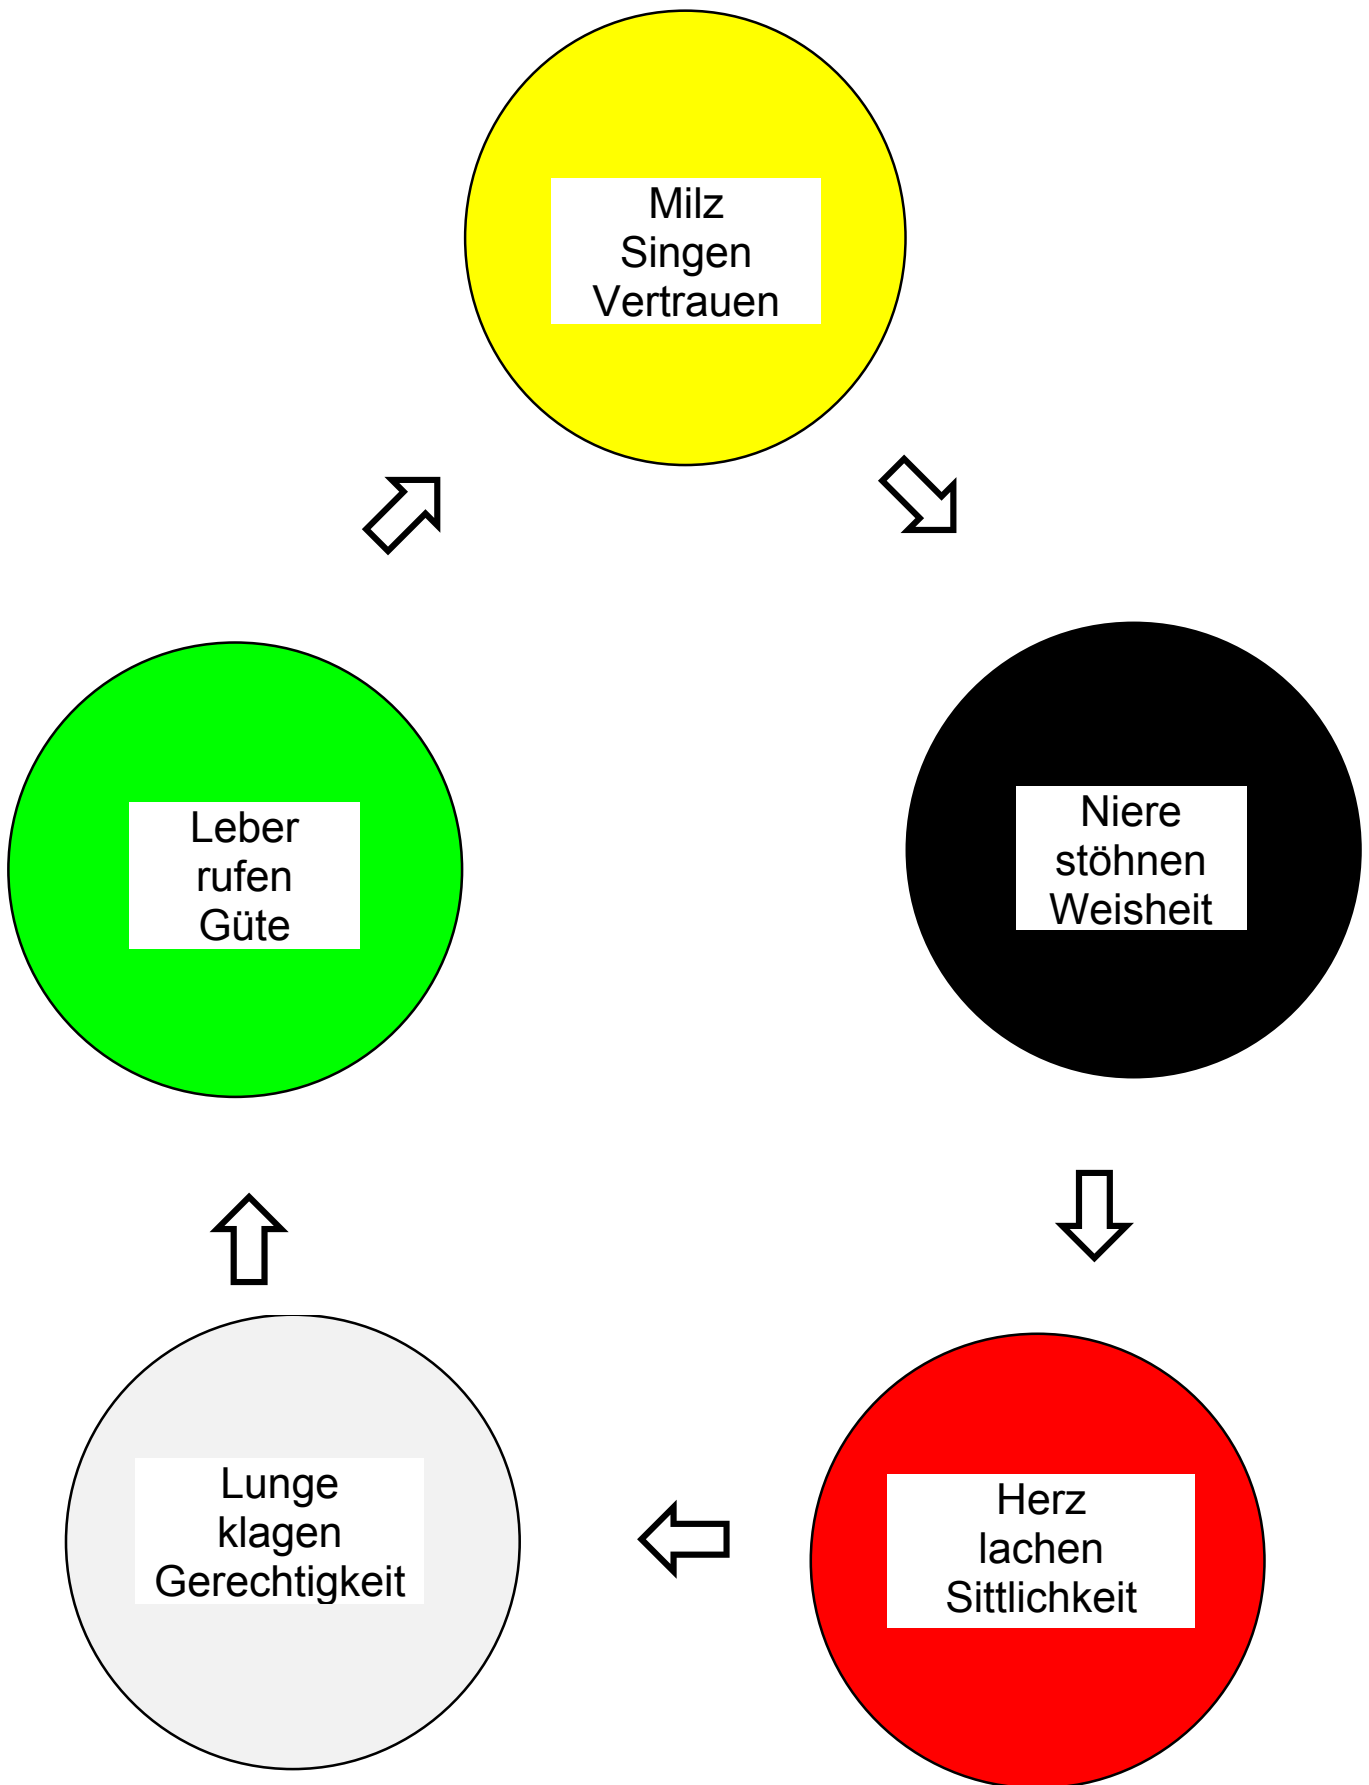 Milz
Singen
Vertrauen
Niere
stöhnen
Weisheit
Leber
rufen
Güte
Herz
lachen
Sittlichkeit
Lunge
klagen
Gerechtigkeit